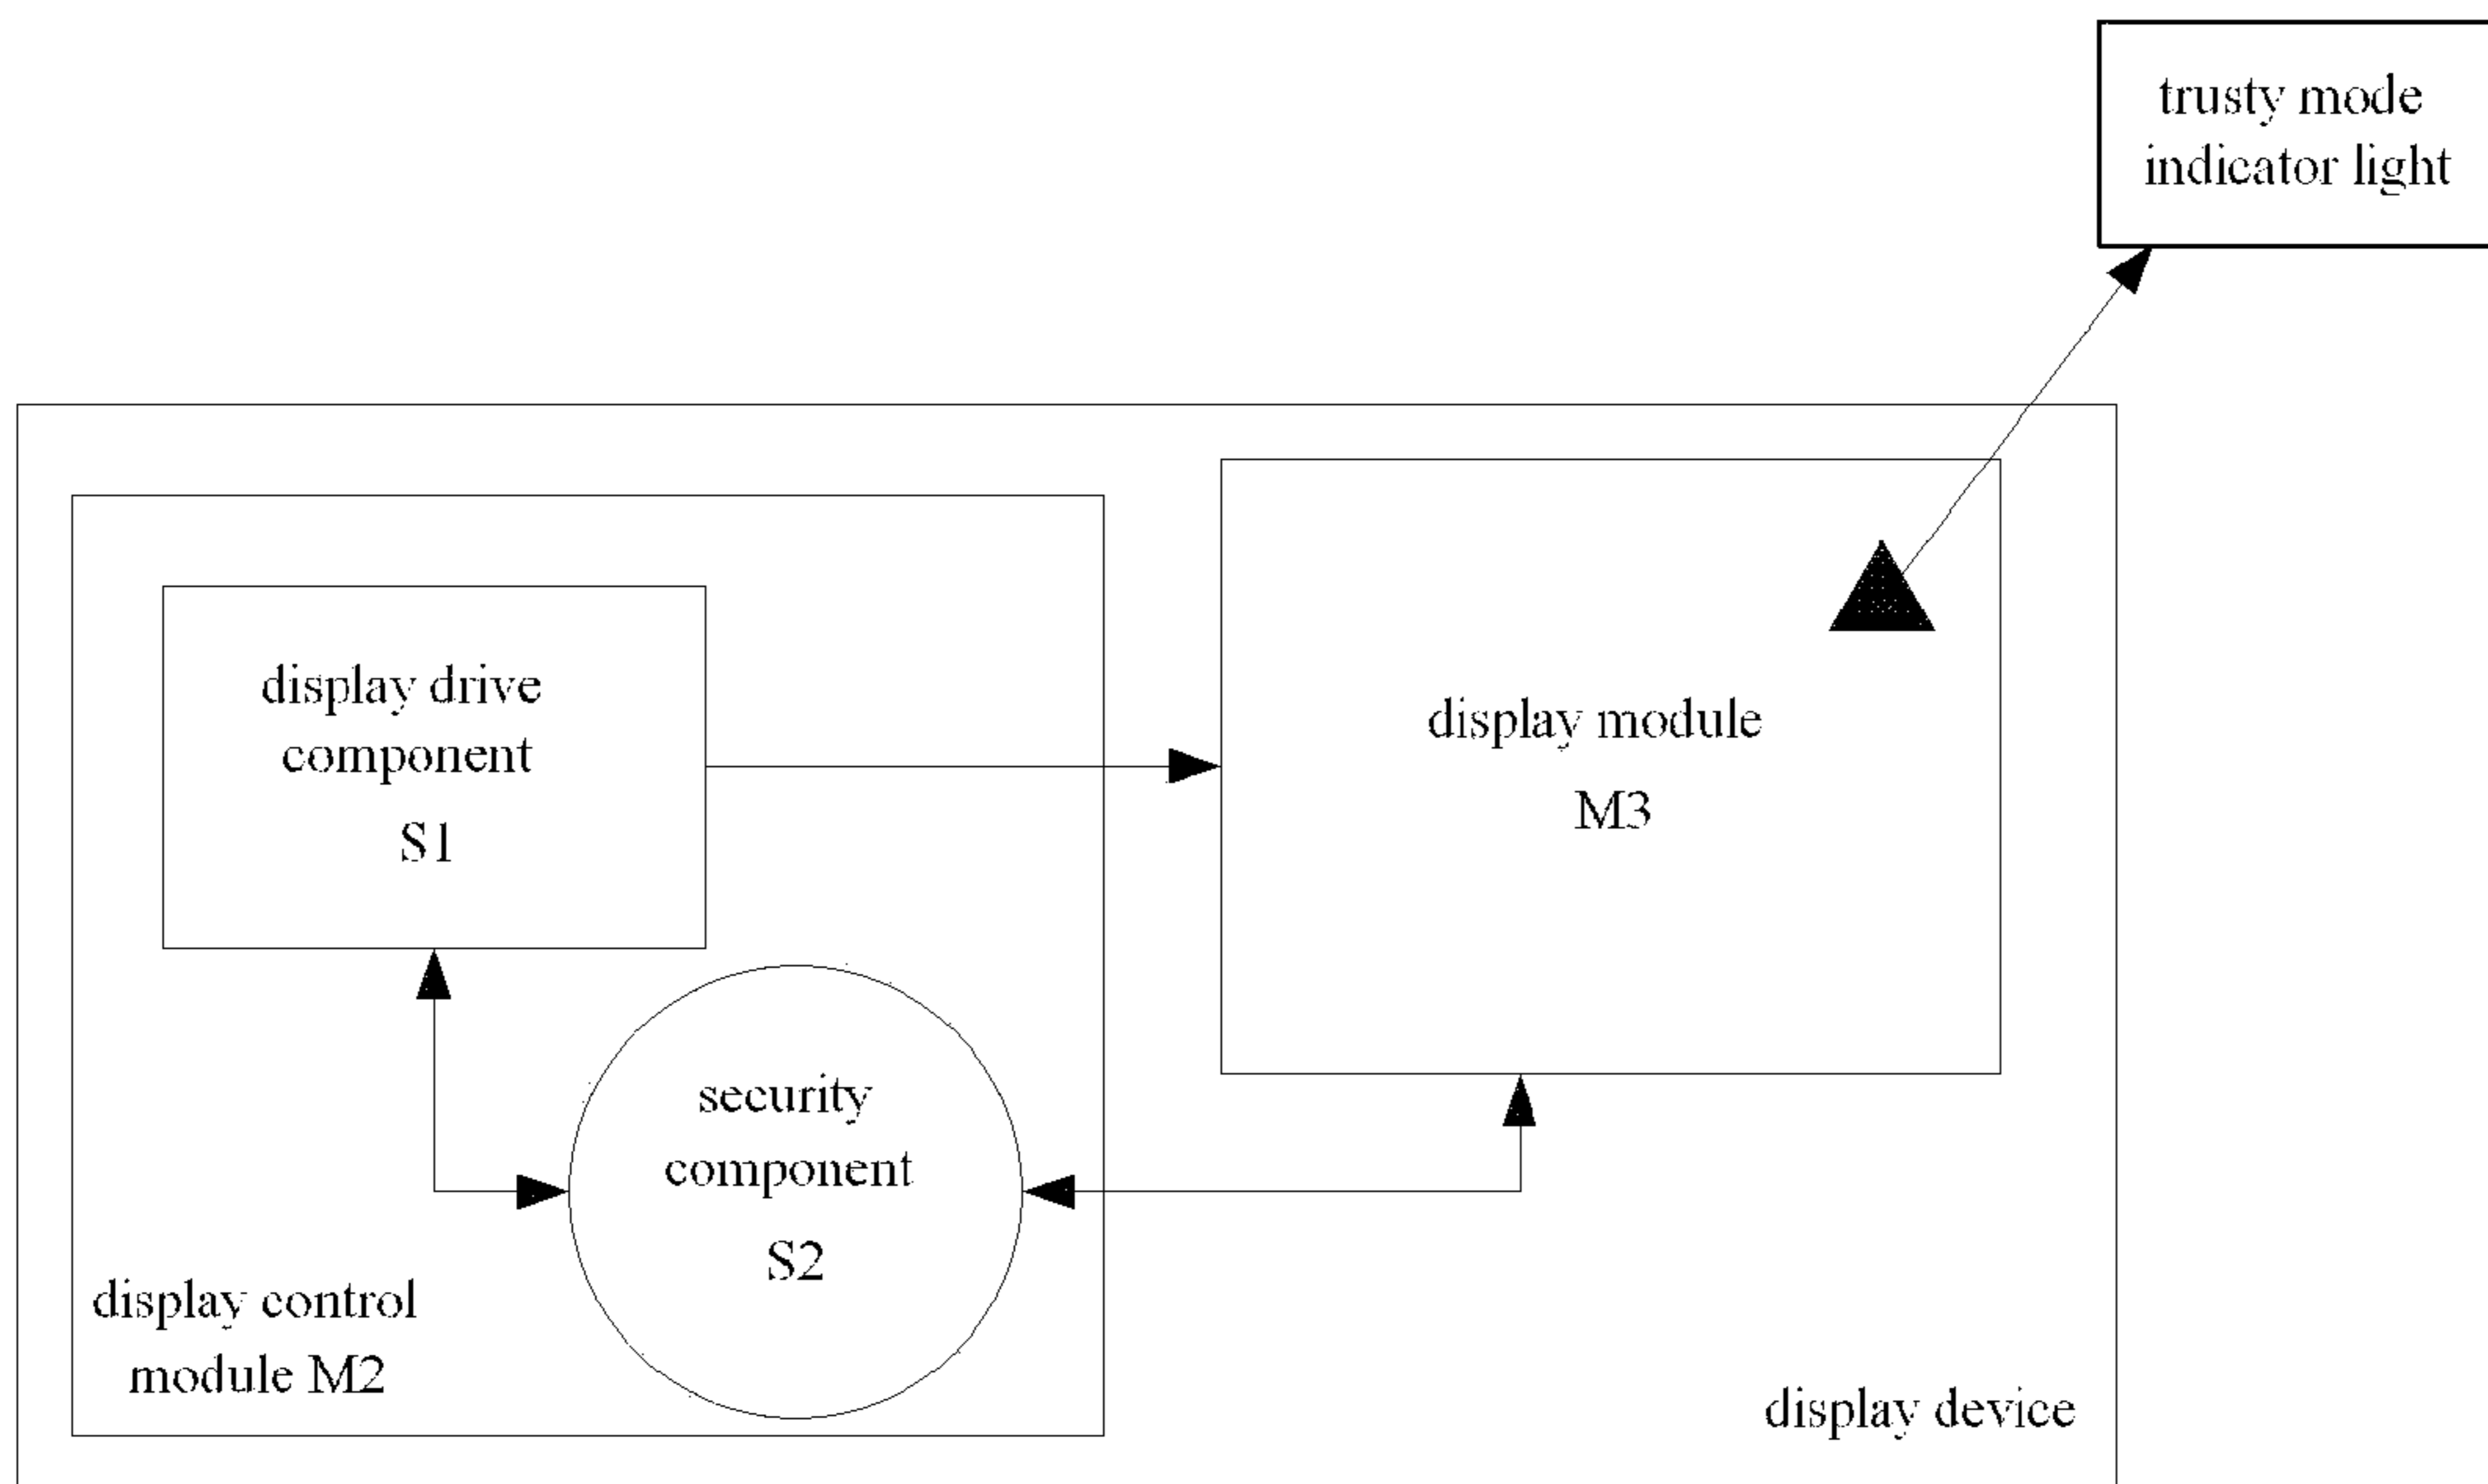 trusty mode
indicator light
display drive
component
S1
display module
M3
security
component
S2
display control
module M2
display device